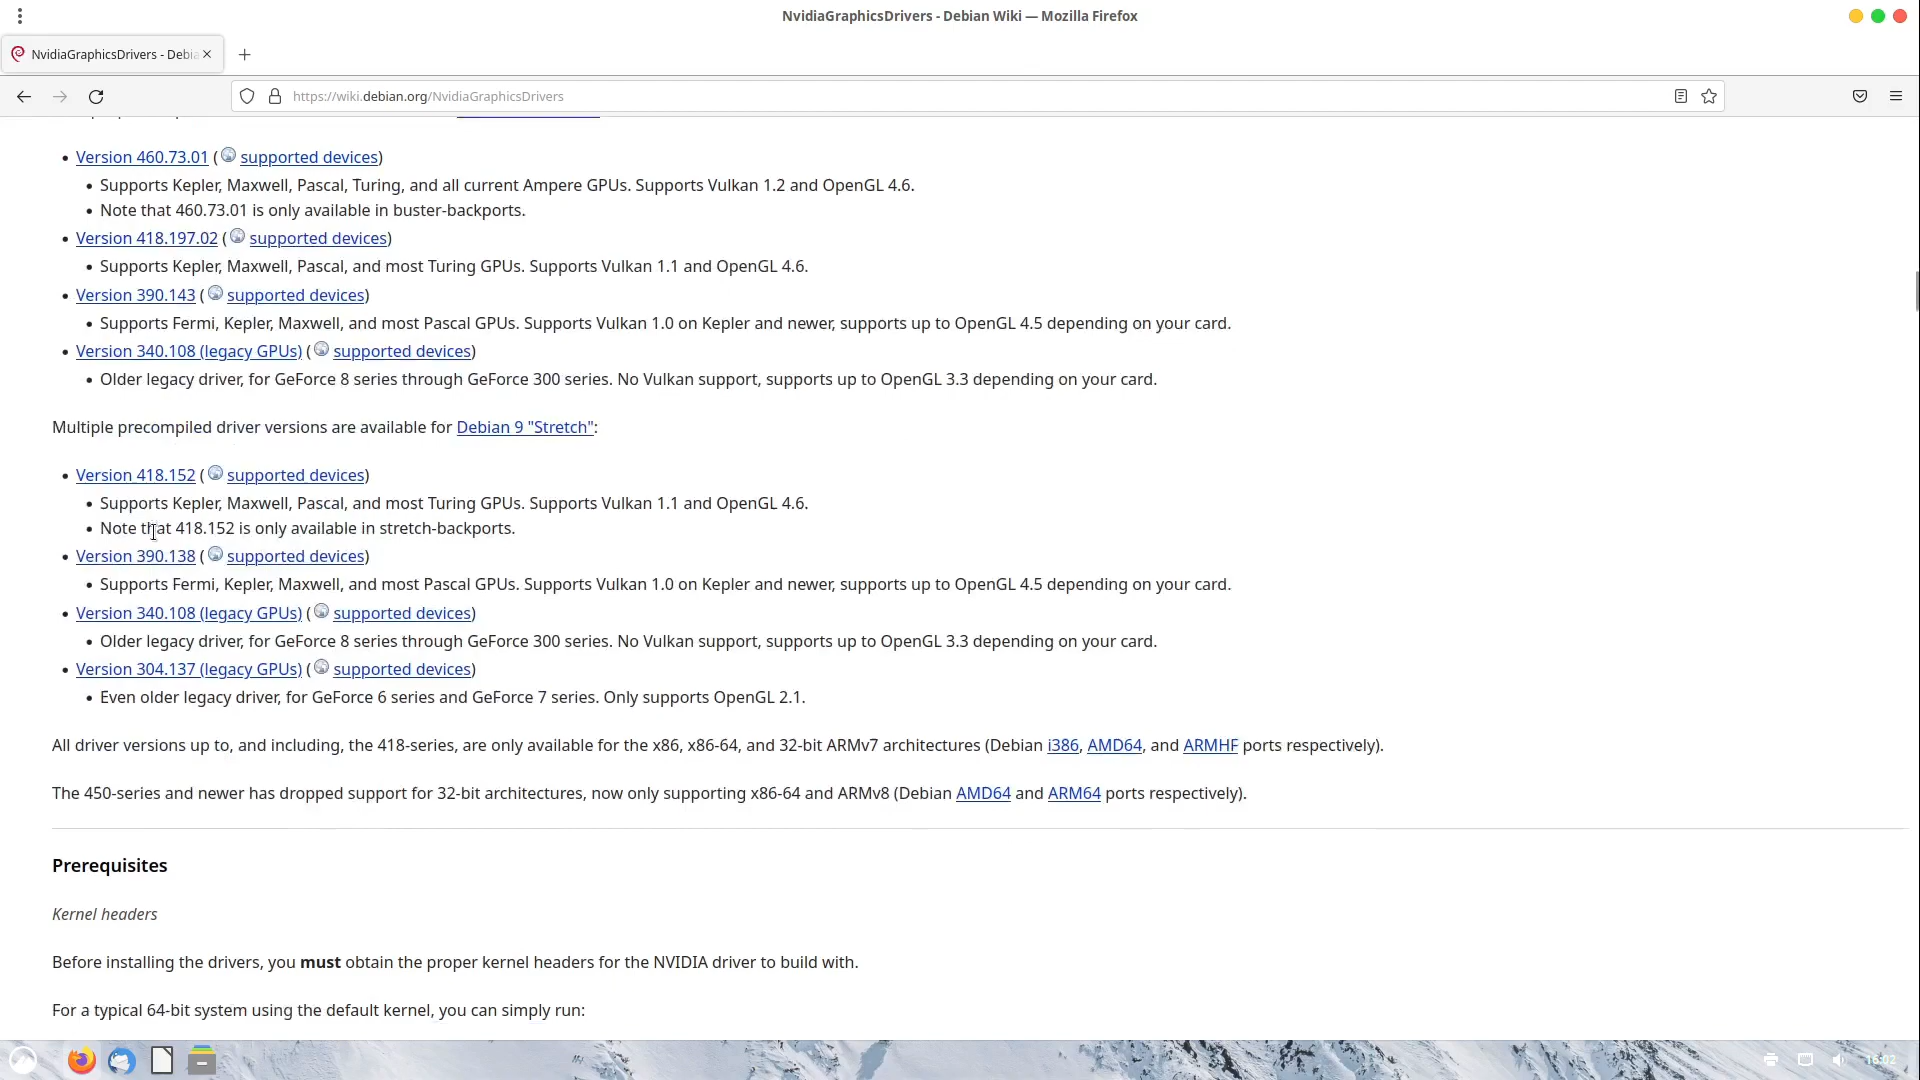 NvidiaGraphicsDrivers - Debian Wiki — Mozilla Firefox
NvidiaGraphicsDrivers - Debia
https://wiki.debian.org/NvidiaGraphicsDrivers
Version 460.73.01 ( supported devices)
Supports Kepler, Maxwell, Pascal, Turing, and all current Ampere GPUs. Supports Vulkan 1.2 and OpenGL 4.6.
Note that 460.73.01 is only available in buster-backports.
Version 418.197.02 ( supported devices)
Supports Kepler, Maxwell, Pascal, and most Turing GPUs. Supports Vulkan 1.1 and OpenGL 4.6.
Version 390.143 ( supported devices)
Supports Fermi, Kepler, Maxwell, and most Pascal GPUs. Supports Vulkan 1.0 on Kepler and newer, supports up to OpenGL 4.5 depending on your card.
Version 340.108 (legacy GPUs) ( supported devices)
Older legacy driver, for GeForce 8 series through GeForce 300 series. No Vulkan support, supports up to OpenGL 3.3 depending on your card.
Multiple precompiled driver versions are available for Debian 9 "Stretch":
Version 418.152 ( supported devices)
Supports Kepler, Maxwell, Pascal, and most Turing GPUs. Supports Vulkan 1.1 and OpenGL 4.6.
Note that 418.152 is only available in stretch-backports.
Version 390.138 ( supported devices)
Supports Fermi, Kepler, Maxwell, and most Pascal GPUs. Supports Vulkan 1.0 on Kepler and newer, supports up to OpenGL 4.5 depending on your card.
Version 340.108 (legacy GPUs) ( supported devices)
Older legacy driver, for GeForce 8 series through GeForce 300 series. No Vulkan support, supports up to OpenGL 3.3 depending on your card.
Version 304.137 (legacy GPUs) ( supported devices)
Even older legacy driver, for GeForce 6 series and GeForce 7 series. Only supports OpenGL 2.1.
All driver versions up to, and including, the 418-series, are only available for the x86, x86-64, and 32-bit ARMv7 architectures (Debian i386, AMD64, and ARMHF ports respectively).
The 450-series and newer has dropped support for 32-bit architectures, now only supporting x86-64 and ARMv8 (Debian AMD64 and ARM64 ports respectively).
Prerequisites
Kernel headers
Before installing the drivers, you must obtain the proper kernel headers for the NVIDIA driver to build with.
For a typical 64-bit system using the default kernel, you can simply run:
16:02